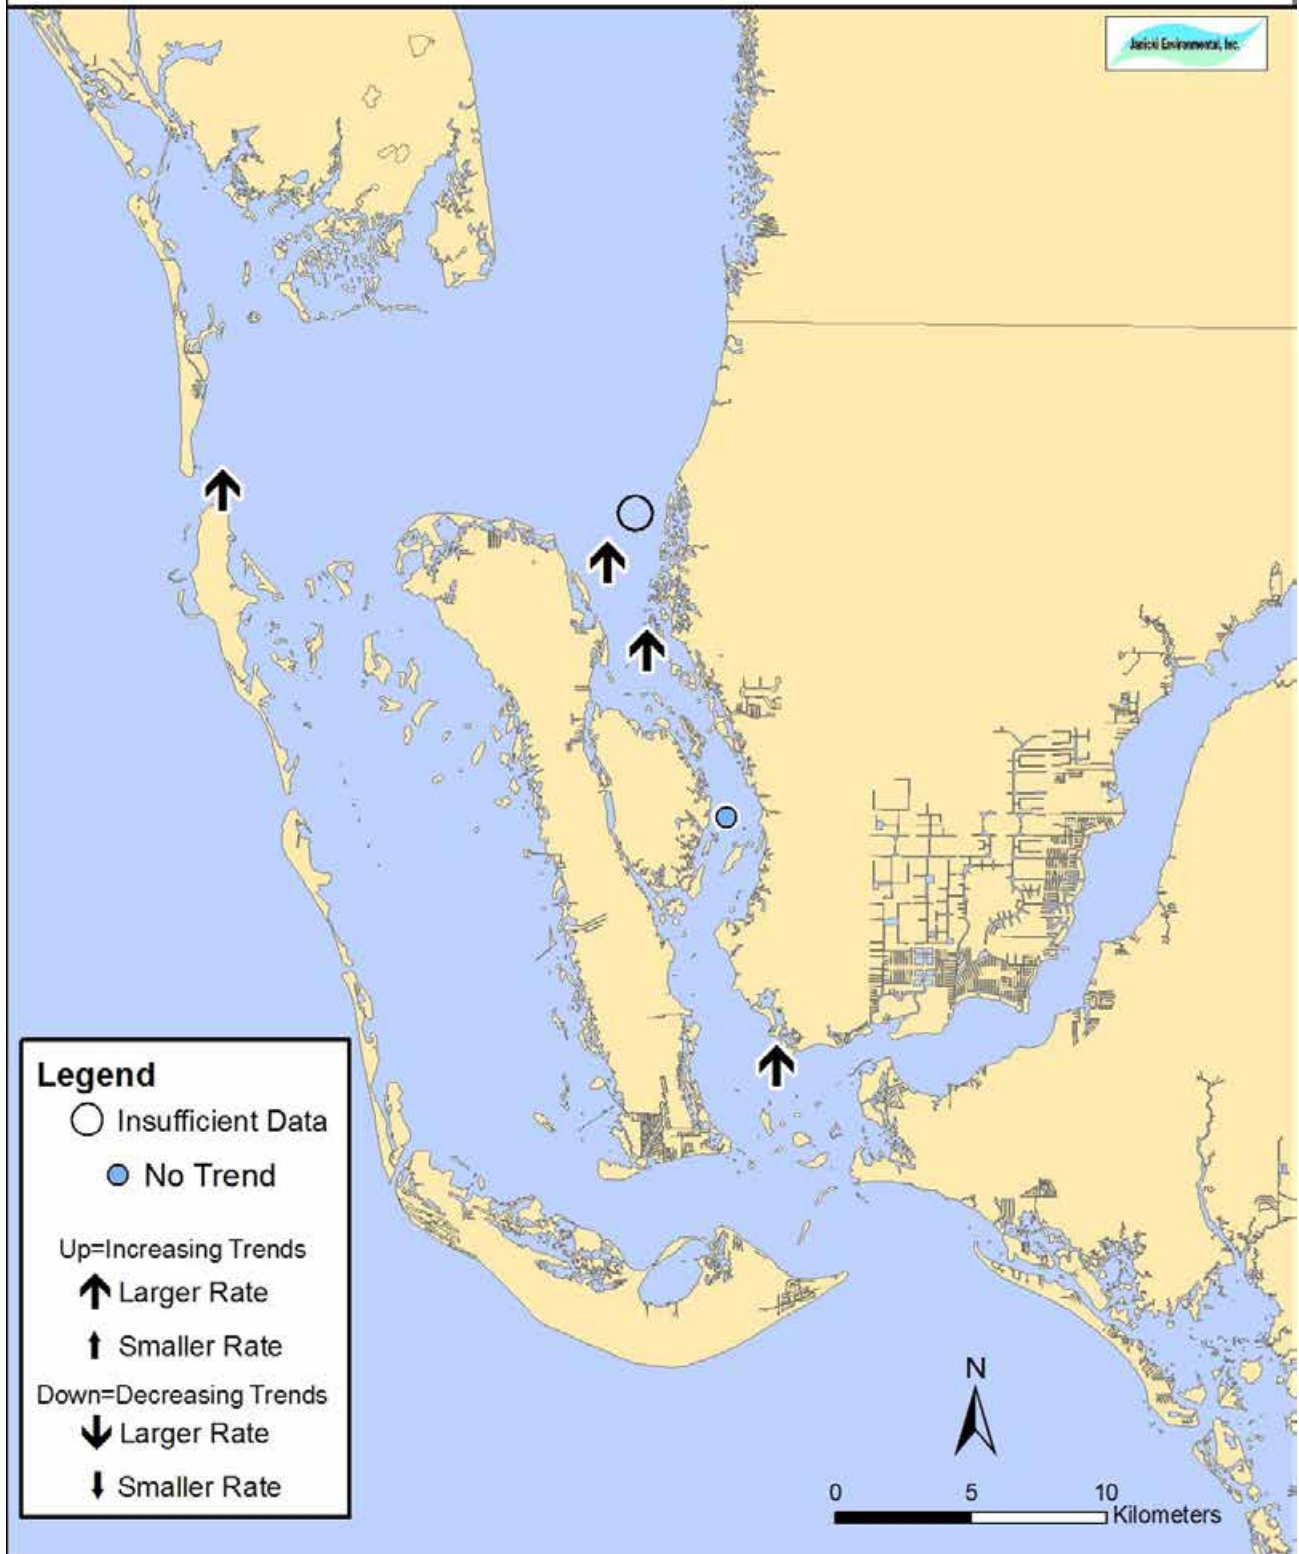 Janicki Environmental, Inc.
Legend
Insufficient Data
No Trend
Up=Increasing Trends
Larger Rate
Smaller Rate
Down=Decreasing Trends
Larger Rate
Smaller Rate
N
0 5 10
Kilometers